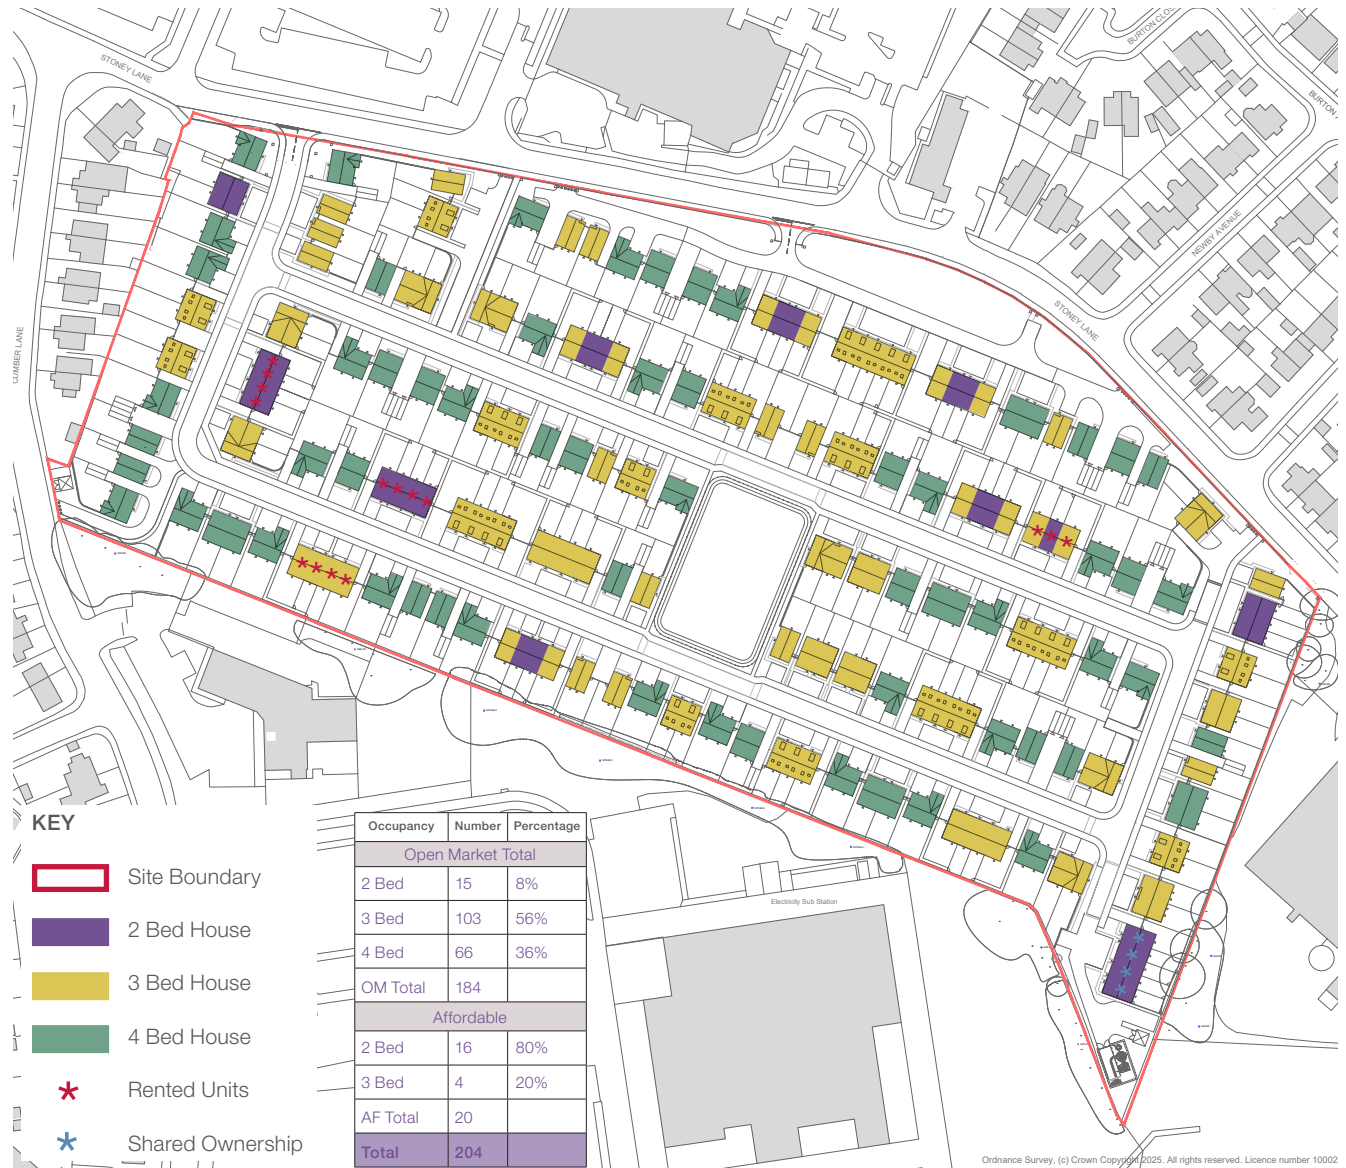 STONEY LANE
BURTON CLOS
BURTON
NEWBY AVENUE
STONEY LANE
CUMBER LANE
Electricity Sub Station
KEY
Site Boundary
2 Bed House
3 Bed House
4 Bed House
Rented Units
Shared Ownership
Occupancy Number Percentage
Open Market Total
2 Bed 15 8%
3 Bed 103 56%
4 Bed 66 36%
OM Total 184
Affordable
2 Bed 16 80%
3 Bed 4 20%
AF Total 20
Total 204
Ordnance Survey, (c) Crown Copyright 2025. All rights reserved. Licence number 10002